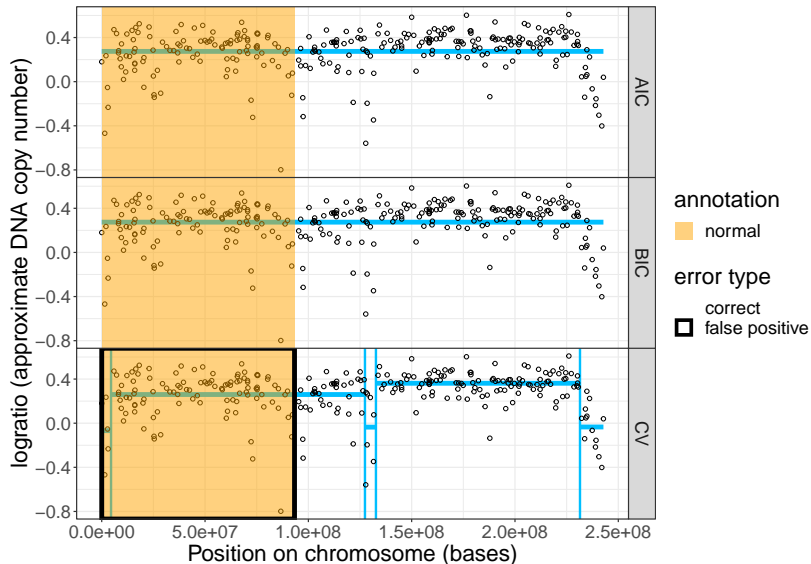 logratio (approximate DNA copy number)
0.4
0.0
−0.4
−0.8
AIC
0.4
0.0
−0.4
−0.8
BIC
0.4
0.0
−0.4
−0.8
CV
0.0e+00 5.0e+07 1.0e+08 1.5e+08 2.0e+08 2.5e+08
Position on chromosome (bases)
annotation
normal
error type
correct
false positive